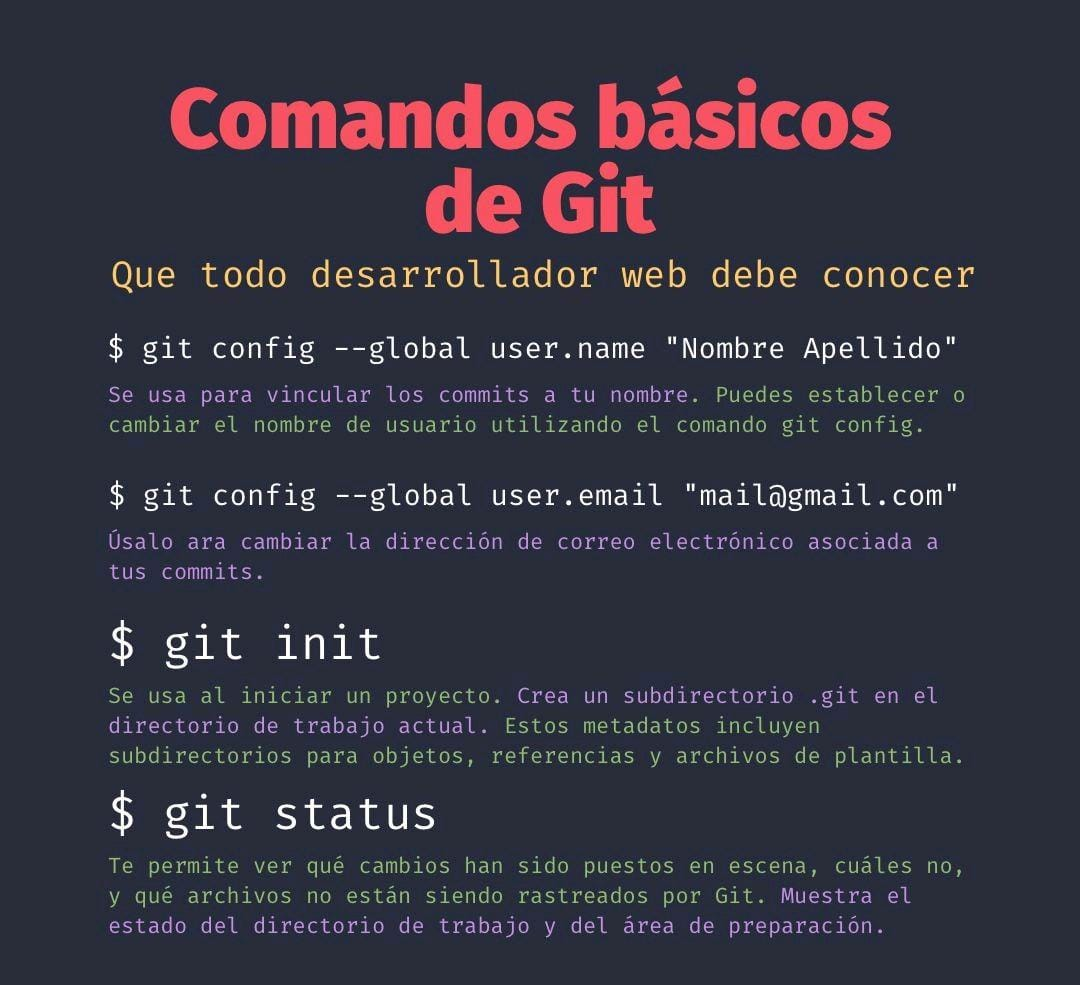 Comandos básicos
de Git
Que todo desarrollador web debe conocer
$ git config --global user.name "Nombre Apellido"
Se usa para vincular los commits a tu nombre. Puedes establecer o
cambiar el nombre de usuario utilizando el comando git config.
$ git config --global user.email "mail@gmail.com"
Úsalo ara cambiar la dirección de correo electrónico asociada a
tus commits.
$ git init
Se usa al iniciar un proyecto. Crea un subdirectorio .git en el
directorio de trabajo actual. Estos metadatos incluyen
subdirectorios para objetos, referencias y archivos de plantilla.
$ git status
Te permite ver qué cambios han sido puestos en escena, cuáles no,
y qué archivos no están siendo rastreados por Git. Muestra el
estado del directorio de trabajo y del área de preparación.